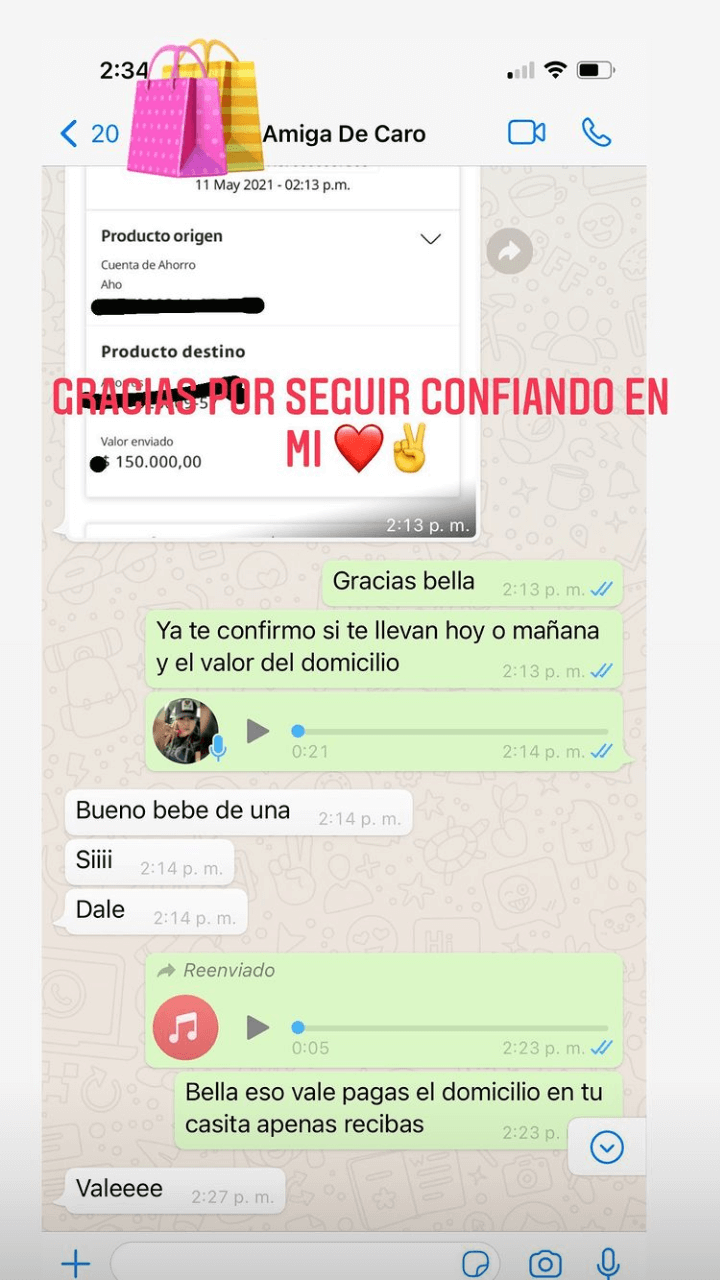 2:34
20
Amiga De Caro
11 May 2021 - 02:13 p.m.
Producto origen
Cuenta de Ahorro
Aho
Producto destino
GRACIAS POR SEGUIR CONFIANDO EN
MI ❤️✌️
Valor enviado
$ 150.000,00
2:13 p. m.
Gracias bella
2:13 p. m.
Ya te confirmo si te llevan hoy o mañana
y el valor del domicilio
2:13 p. m.
0:21
2:14 p. m.
Bueno bebe de una
2:14 p. m.
Siiii
2:14 p. m.
Dale
2:14 p. m.
Reenviado
0:05
2:23 p. m.
Bella eso vale pagas el domicilio en tu
casita apenas recibas
2:23 p.
Valeeee
2:27 p. m.